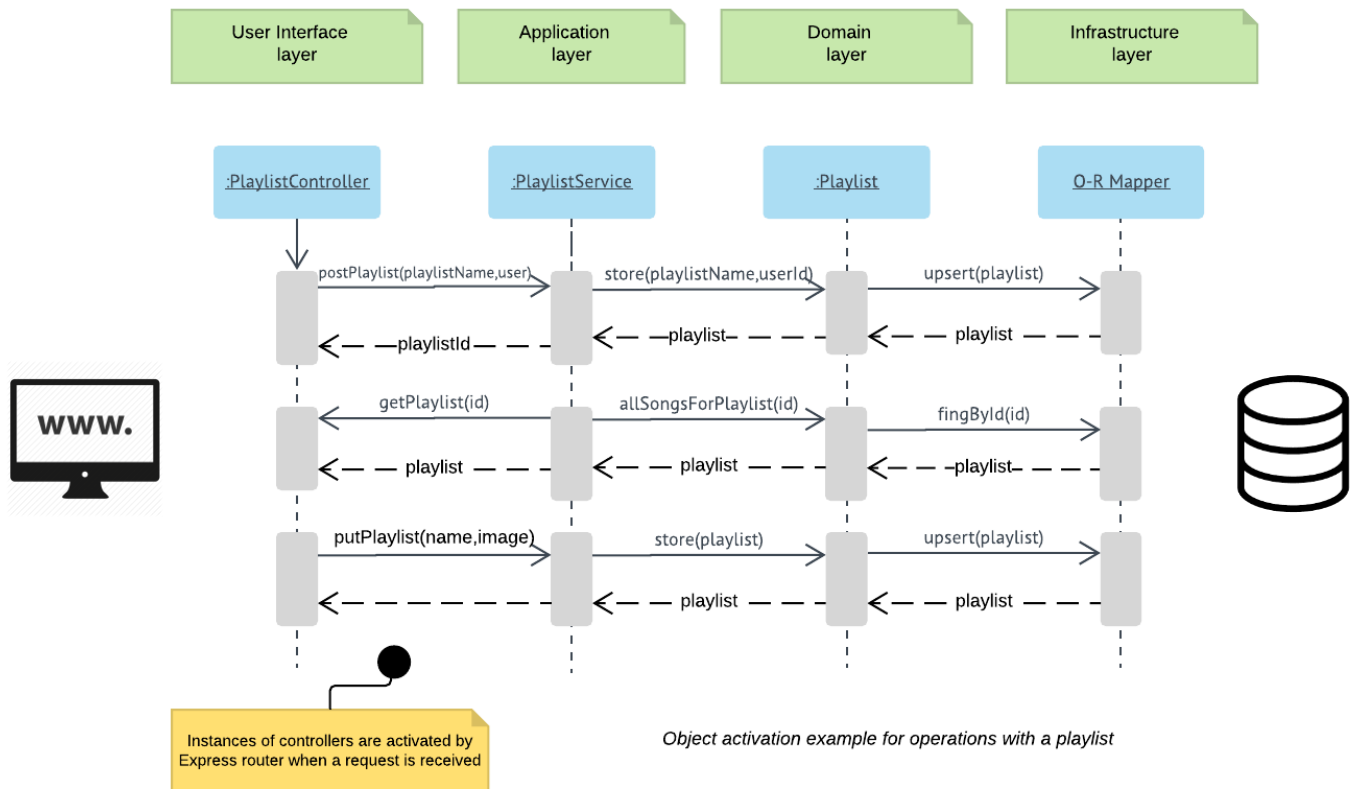 User Interface
layer
Application
layer
Domain
layer
Infrastructure
layer
:PlaylistController
:PlaylistService
:Playlist
O-R Mapper
postPlaylist(playlistName,user)
store(playlistName,userId)
upsert(playlist)
playlistId
playlist
playlist
www.
getPlaylist(id)
allSongsForPlaylist(id)
fingById(id)
playlist
playlist
playlist
putPlaylist(name,image)
store(playlist)
upsert(playlist)
playlist
playlist
Instances of controllers are activated by
Express router when a request is received
Object activation example for operations with a playlist